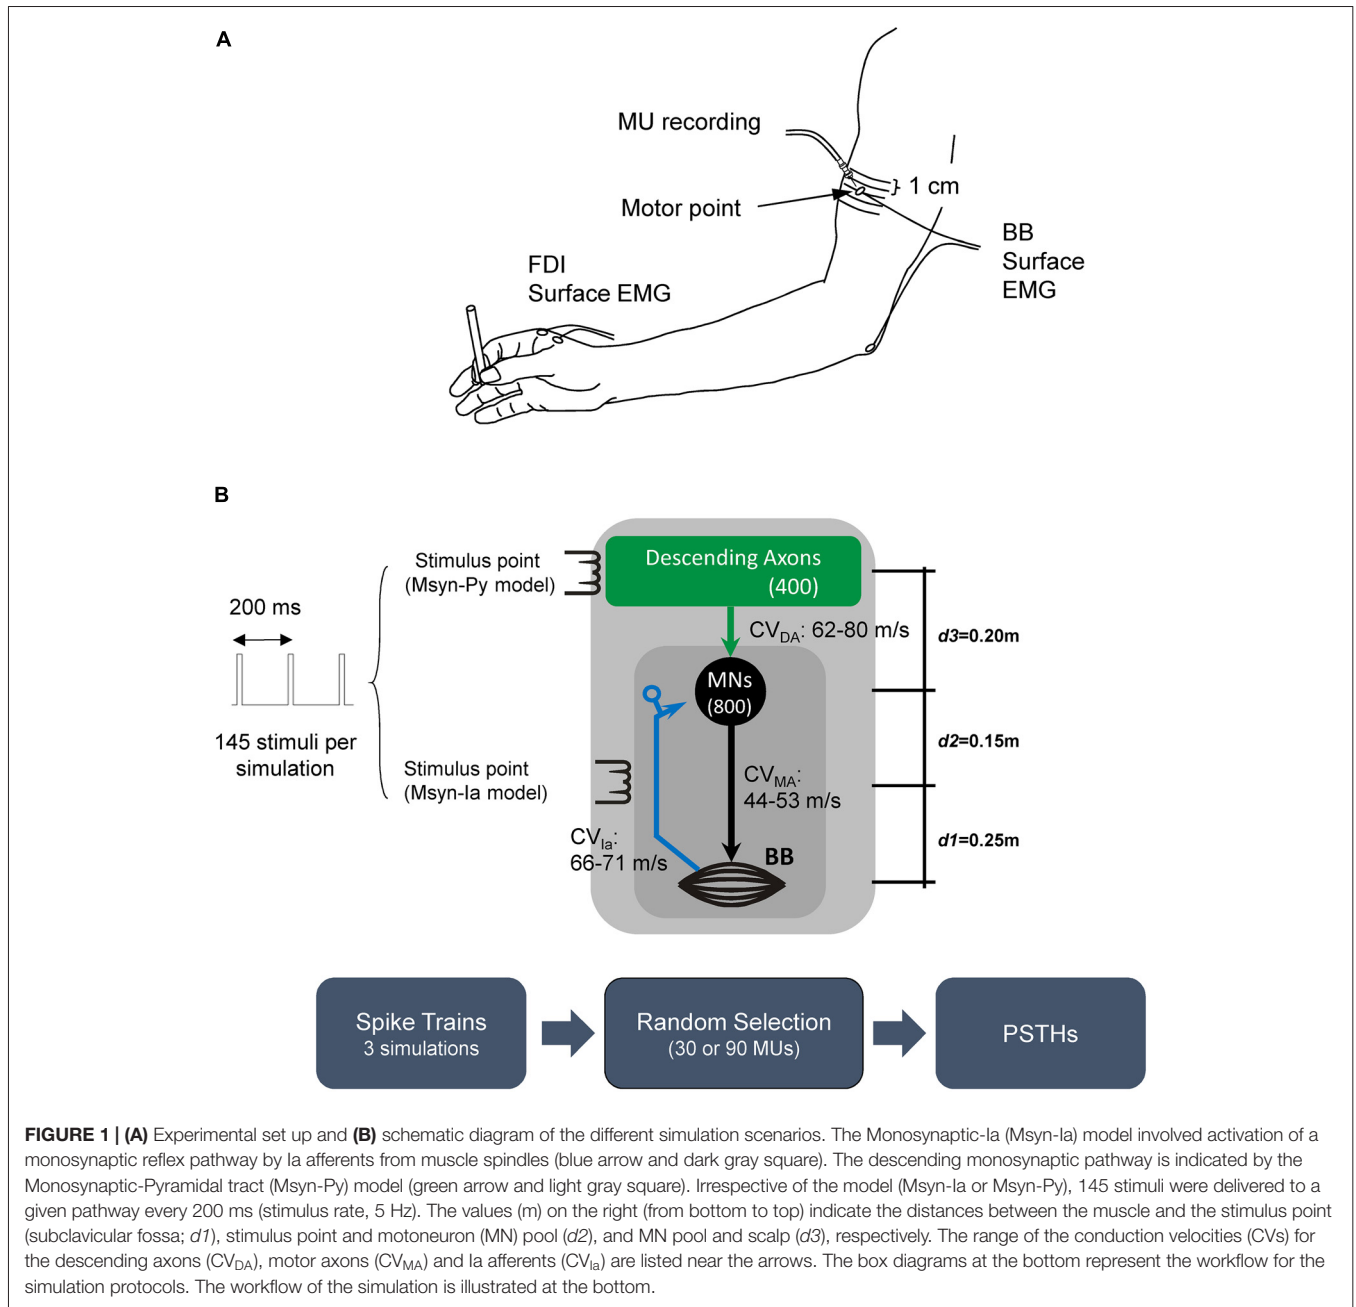 A
MU recording
1 cm
Motor point
BB
Surface
EMG
FDI
Surface EMG
B
Stimulus point
(Msyn-Py model)
Descending Axons
(400)
200 ms
CVDA: 62-80 m/s
d3=0.20m
MNs
(800)
145 stimuli per
simulation
d2=0.15m
Stimulus point
(Msyn-Ia model)
CVMA:
44-53 m/s
CVIa:
66-71 m/s
BB
d1=0.25m
Spike Trains
3 simulations
Random Selection
(30 or 90 MUs)
PSTHs
FIGURE 1 | (A) Experimental set up and (B) schematic diagram of the different simulation scenarios. The Monosynaptic-Ia (Msyn-Ia) model involved activation of a
monosynaptic reflex pathway by Ia afferents from muscle spindles (blue arrow and dark gray square). The descending monosynaptic pathway is indicated by the
Monosynaptic-Pyramidal tract (Msyn-Py) model (green arrow and light gray square). Irrespective of the model (Msyn-Ia or Msyn-Py), 145 stimuli were delivered to a
given pathway every 200 ms (stimulus rate, 5 Hz). The values (m) on the right (from bottom to top) indicate the distances between the muscle and the stimulus point
(subclavicular fossa; d1), stimulus point and motoneuron (MN) pool (d2), and MN pool and scalp (d3), respectively. The range of the conduction velocities (CVs) for
the descending axons (CVDA), motor axons (CVMA) and Ia afferents (CVIa) are listed near the arrows. The box diagrams at the bottom represent the workflow for the
simulation protocols. The workflow of the simulation is illustrated at the bottom.